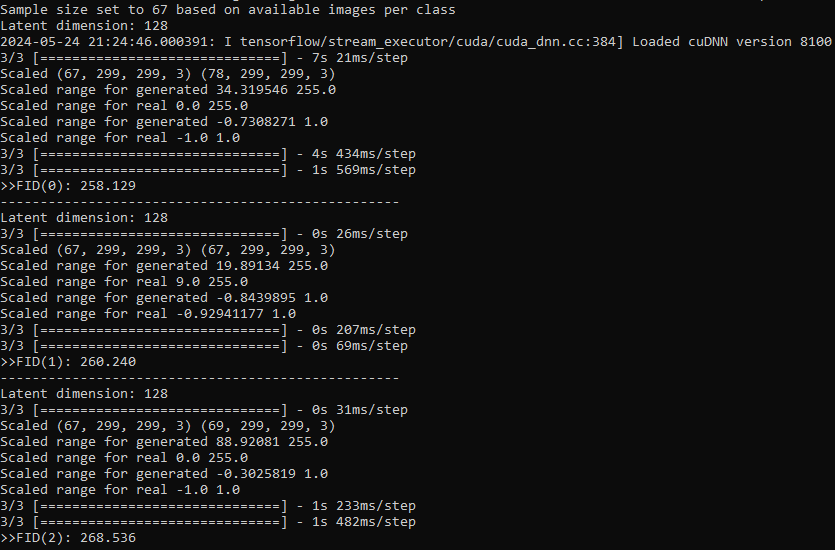 Sample size set to 67 based on available images per class
Latent dimension: 128
2024-05-24 21:24:46.000391: I tensorflow/stream_executor/cuda/cuda_dnn.cc:384] Loaded cuDNN version 8100
3/3 [==============================] - 7s 21ms/step
Scaled (67, 299, 299, 3) (78, 299, 299, 3)
Scaled range for generated 34.319546 255.0
Scaled range for real 0.0 255.0
Scaled range for generated -0.7308271 1.0
Scaled range for real -1.0 1.0
3/3 [==============================] - 4s 434ms/step
3/3 [==============================] - 1s 569ms/step
>>FID(0): 258.129
--------------------------------------------------
Latent dimension: 128
3/3 [==============================] - 0s 26ms/step
Scaled (67, 299, 299, 3) (67, 299, 299, 3)
Scaled range for generated 19.89134 255.0
Scaled range for real 9.0 255.0
Scaled range for generated -0.8439895 1.0
Scaled range for real -0.92941177 1.0
3/3 [==============================] - 0s 207ms/step
3/3 [==============================] - 0s 69ms/step
>>FID(1): 260.240
--------------------------------------------------
Latent dimension: 128
3/3 [==============================] - 0s 31ms/step
Scaled (67, 299, 299, 3) (69, 299, 299, 3)
Scaled range for generated 88.92081 255.0
Scaled range for real 0.0 255.0
Scaled range for generated -0.3025819 1.0
Scaled range for real -1.0 1.0
3/3 [==============================] - 1s 233ms/step
3/3 [==============================] - 1s 482ms/step
>>FID(2): 268.536